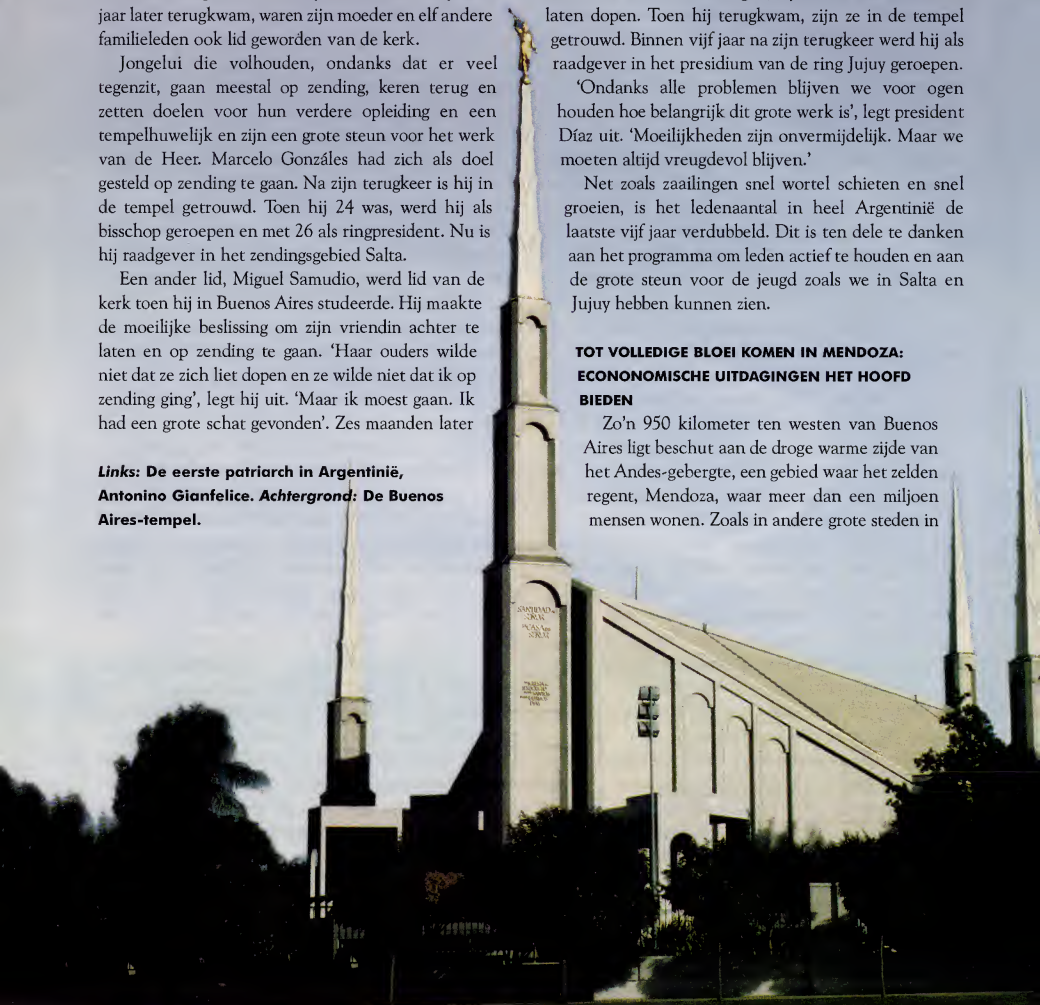 jaar later terugkwam, waren zijn moeder en elf andere
familieleden ook lid geworden van de kerk.
Jongelui die volhouden, ondanks dat er veel
tegenzit, gaan meestal op zending, keren terug en
zetten doelen voor hun verdere opleiding en een
tempelhuwelijk en zijn een grote steun voor het werk
van de Heer. Marcelo Gonzáles had zich als doel
gesteld op zending te gaan. Na zijn terugkeer is hij in
de tempel getrouwd. Toen hij 24 was, werd hij als
bisschop geroepen en met 26 als ringpresident. Nu is
hij raadgever in het zendingsgebied Salta.
Een ander lid, Miguel Samudio, werd lid van de
kerk toen hij in Buenos Aires studeerde. Hij maakte
de moeilijke beslissing om zijn vriendin achter te
laten en op zending te gaan. ‘Haar ouders wilde
niet dat ze zich liet dopen en ze wilde niet dat ik op
zending ging’, legt hij uit. ‘Maar ik moest gaan. Ik
had een grote schat gevonden’. Zes maanden later
Links: De eerste patriarch in Argentinië,
Antonino Gianfelice. Achtergrond: De Buenos
Aires-tempel.
laten dopen. Toen hij terugkwam, zijn ze in de tempel
getrouwd. Binnen vijf jaar na zijn terugkeer werd hij als
raadgever in het presidium van de ring Jujuy geroepen.
‘Ondanks alle problemen blijven we voor ogen
houden hoe belangrijk dit grote werk is’, legt president
Díaz uit. ‘Moeilijkheden zijn onvermijdelijk. Maar we
moeten altijd vreugdevol blijven.’
Net zoals zaailingen snel wortel schieten en snel
groeien, is het ledenaantal in heel Argentinië de
laatste vijf jaar verdubbeld. Dit is ten dele te danken
aan het programma om leden actief te houden en aan
de grote steun voor de jeugd zoals we in Salta en
Jujuy hebben kunnen zien.
TOT VOLLEDIGE BLOEI KOMEN IN MENDOZA:
ECONONOMISCHE UITDAGINGEN HET HOOFD
BIEDEN
Zo’n 950 kilometer ten westen van Buenos
Aires ligt beschut aan de droge warme zijde van
het Andes-gebergte, een gebied waar het zelden
regent, Mendoza, waar meer dan een miljoen
mensen wonen. Zoals in andere grote steden in
SANTIDAD AL
SEÑOR
LA CASA DEL
SEÑOR